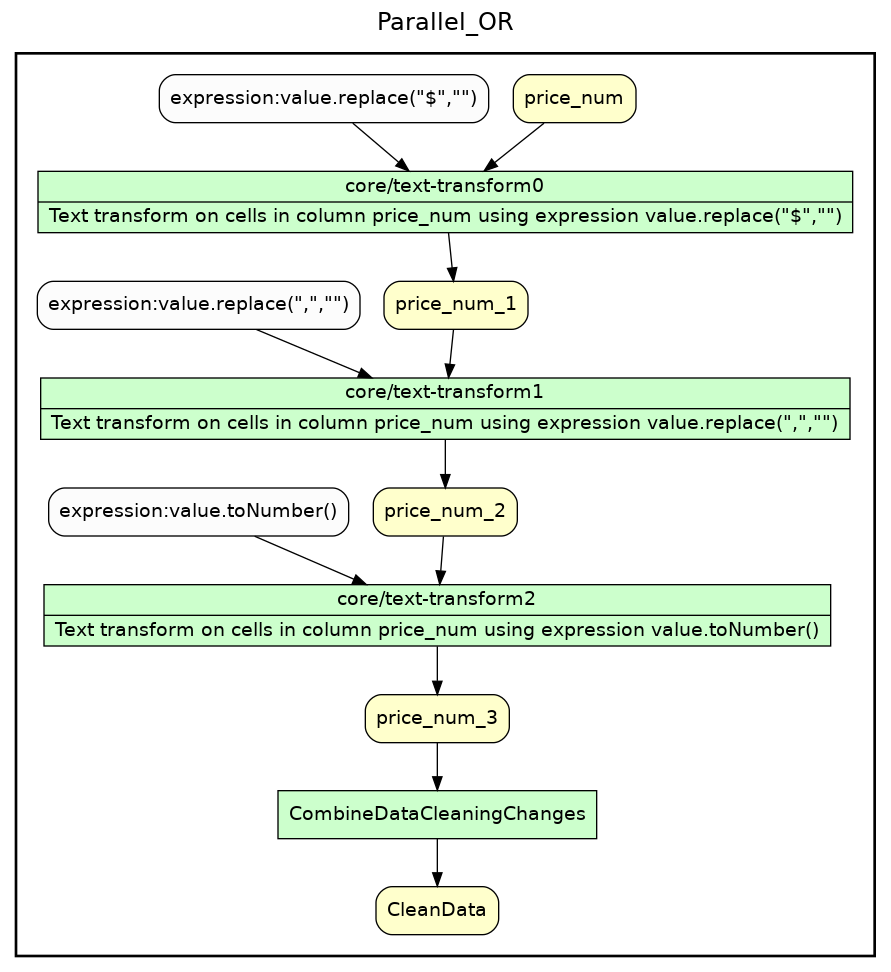 Parallel_OR
expression:value.replace("$","")
price_num
core/text-transform0
Text transform on cells in column price_num using expression value.replace("$","")
expression:value.replace(",","")
price_num_1
core/text-transform1
Text transform on cells in column price_num using expression value.replace(",","")
expression:value.toNumber()
price_num_2
core/text-transform2
Text transform on cells in column price_num using expression value.toNumber()
price_num_3
CombineDataCleaningChanges
CleanData